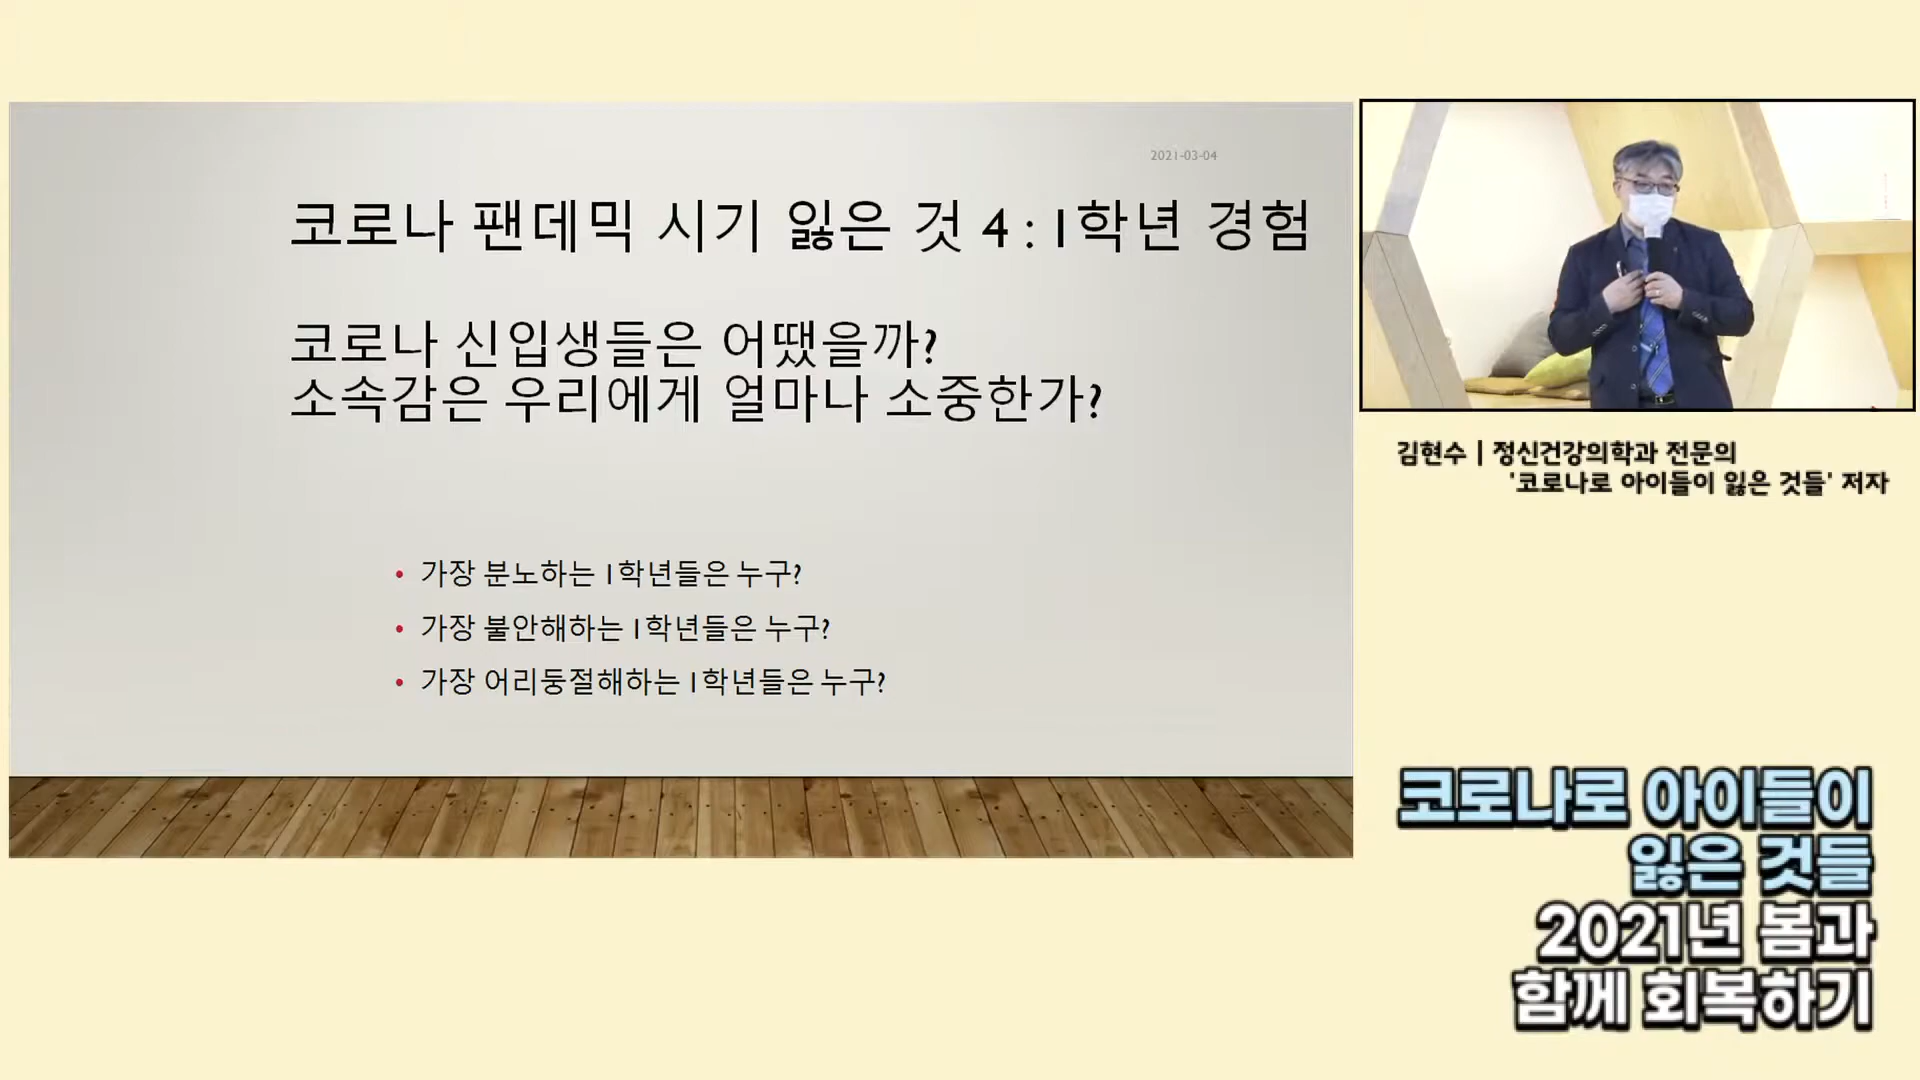 2021-03-04
코로나 팬데믹 시기 잃은 것 4 : 1학년 경험
코로나 신입생들은 어땠을까?
소속감은 우리에게 얼마나 소중한가?
• 가장 분노하는 1학년들은 누구?
• 가장 불안해하는 1학년들은 누구?
• 가장 어리둥절해하는 1학년들은 누구?
김현수 | 정신건강의학과 전문의
'코로나로 아이들이 잃은 것들' 저자
코로나로 아이들이
잃은 것들
2021년 봄과
함께 회복하기